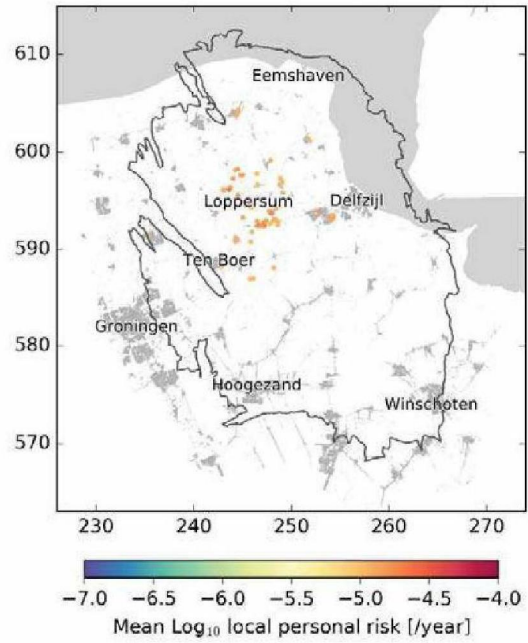 610
Eemshaven
600
Loppersum
Delfzijl
590
Ten Boer
Groningen
580
Hoogezand
Winschoten
570
230 240 250 260 270
−7.0 −6.5 −6.0 −5.5 −5.0 −4.5 −4.0
Mean Log₁₀ local personal risk [/year]